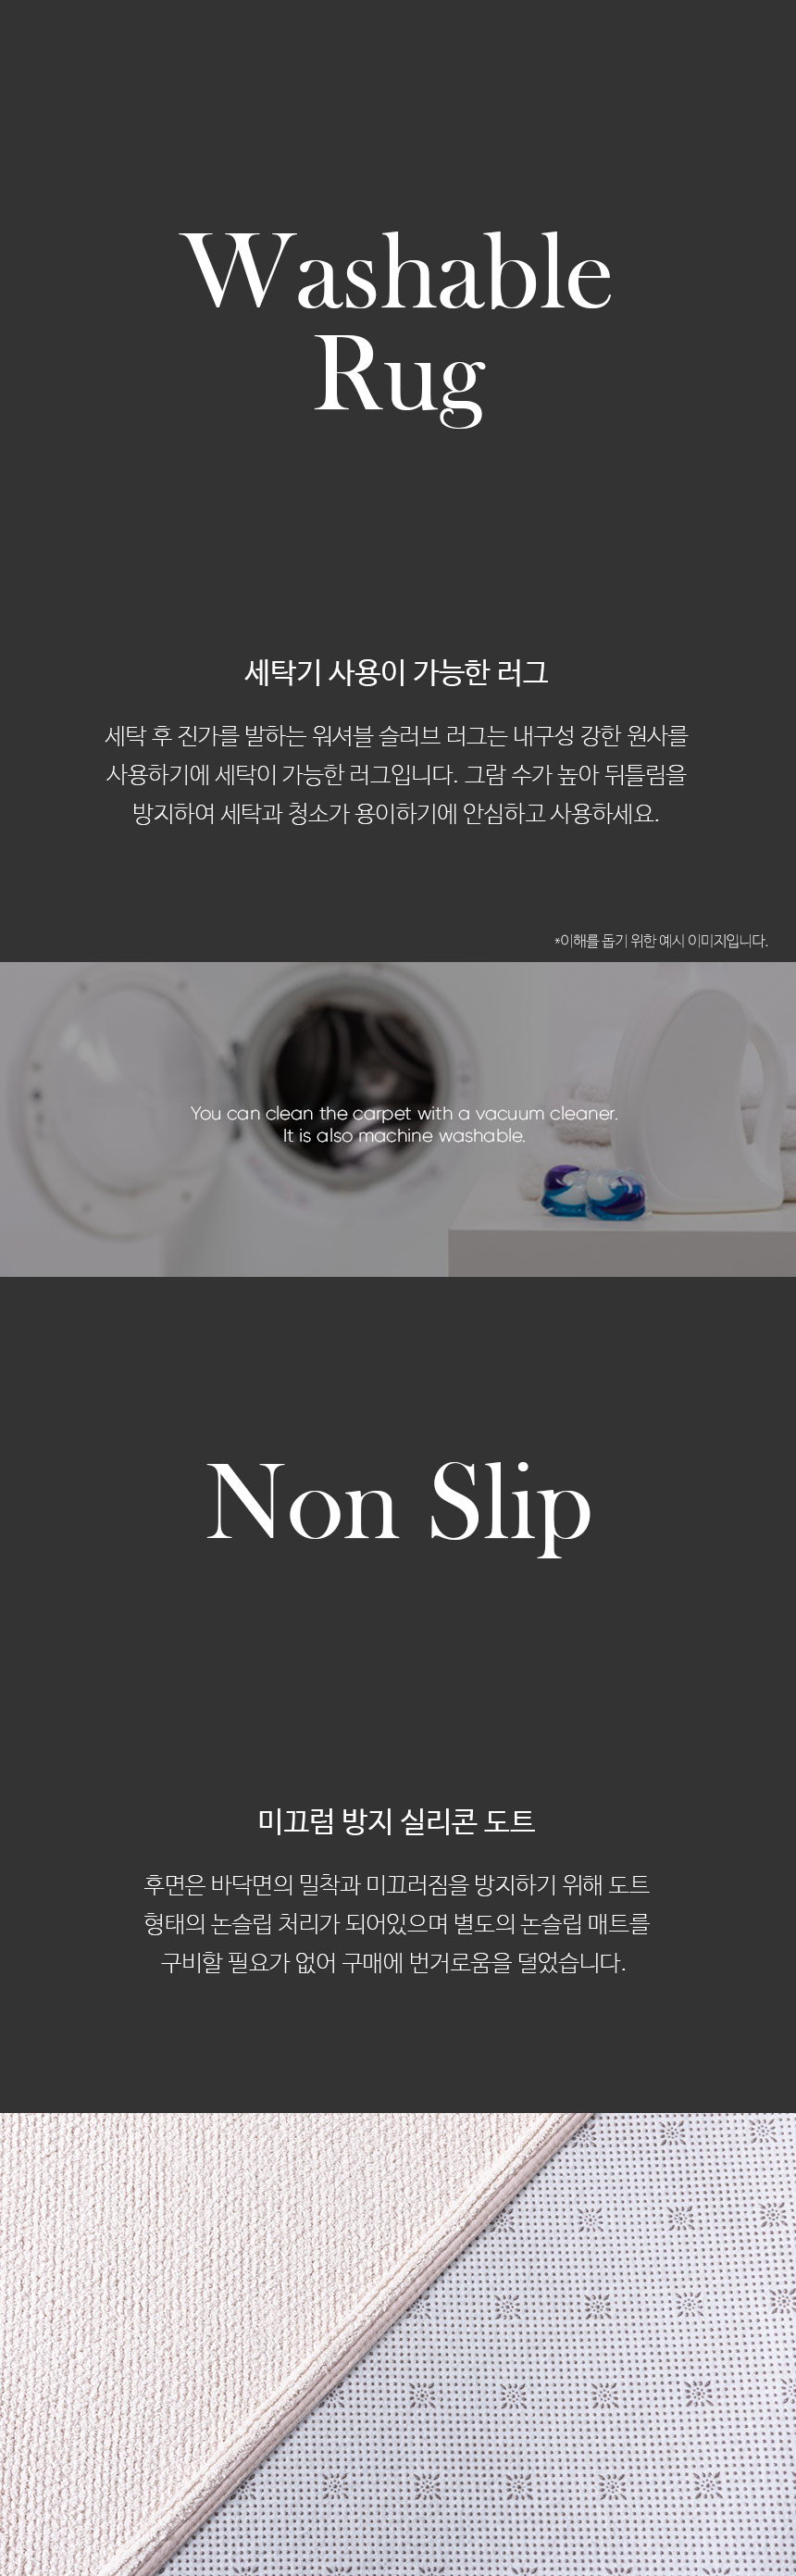 Washable
Rug
세탁기 사용이 가능한 러그
세탁 후 진가를 발하는 워셔블 슬러브 러그는 내구성 강한 원사를
사용하기에 세탁이 가능한 러그입니다. 그람 수가 높아 뒤틀림을
방지하여 세탁과 청소가 용이하기에 안심하고 사용하세요.
*이해를 돕기 위한 예시 이미지입니다.
You can clean the carpet with a vacuum cleaner.
It is also machine washable.
Non Slip
미끄럼 방지 실리콘 도트
후면은 바닥면의 밀착과 미끄러짐을 방지하기 위해 도트
형태의 논슬립 처리가 되어있으며 별도의 논슬립 매트를
구비할 필요가 없어 구매에 번거로움을 덜었습니다.